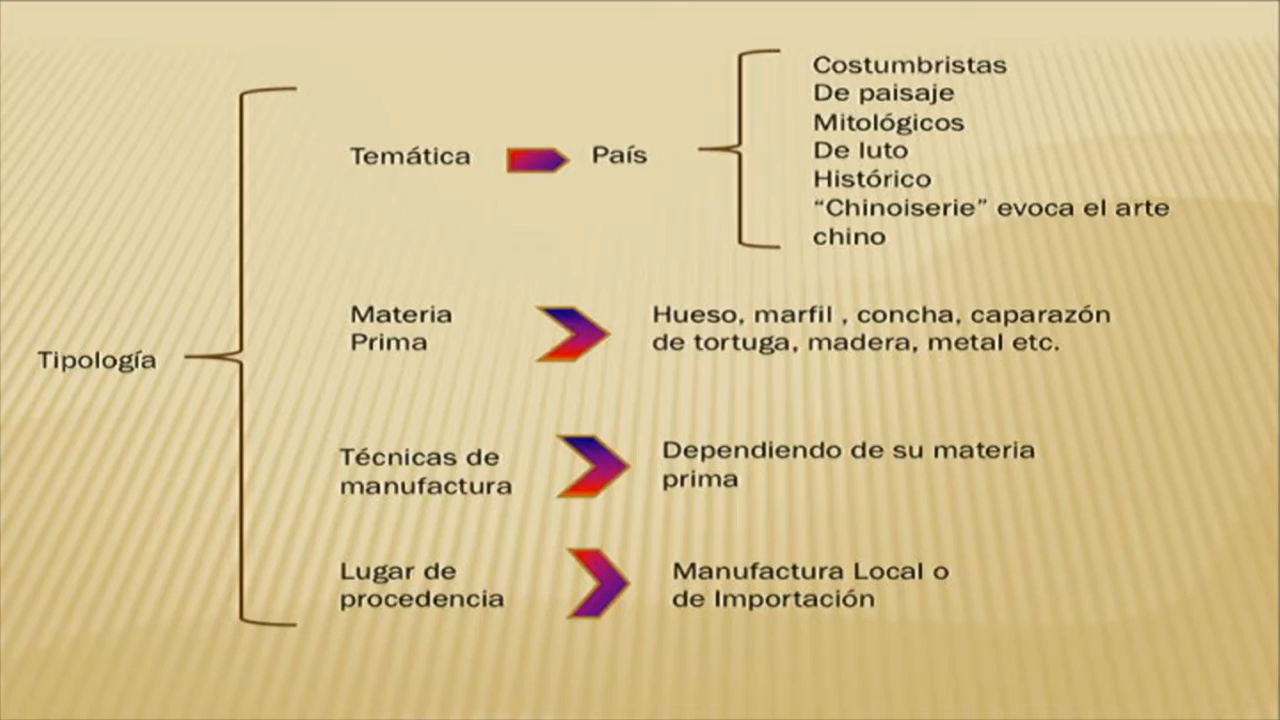 Tipología
Temática
País
Costumbristas
De paisaje
Mitológicos
De luto
Histórico
“Chinoiserie” evoca el arte
chino
Materia
Prima
Hueso, marfil , concha, caparazón
de tortuga, madera, metal etc.
Técnicas de
manufactura
Dependiendo de su materia
prima
Lugar de
procedencia
Manufactura Local o
de Importación